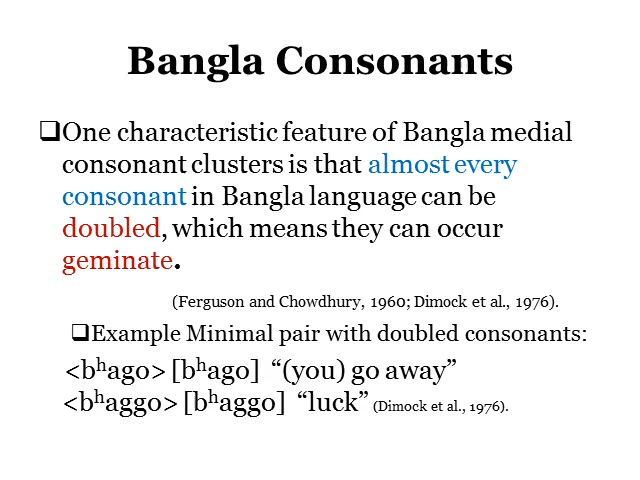 Bangla Consonants
❑One characteristic feature of Bangla medial
consonant clusters is that almost every
consonant in Bangla language can be
doubled, which means they can occur
geminate.
(Ferguson and Chowdhury, 1960; Dimock et al., 1976).
❑Example Minimal pair with doubled consonants:
<bʰago> [bʰago] “(you) go away”
<bʰaggo> [bʰaggo] “luck” (Dimock et al., 1976).